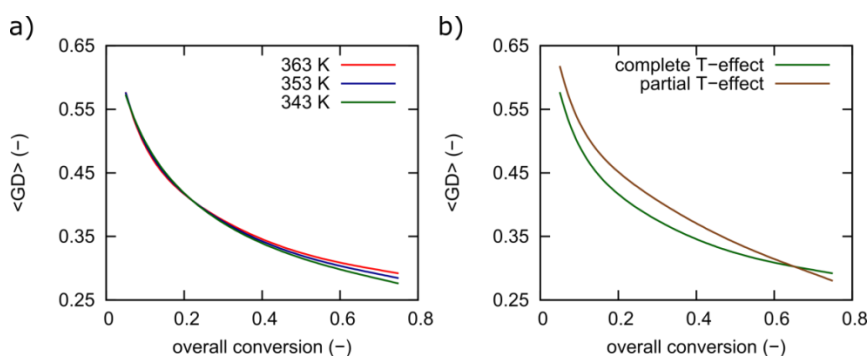 a)
0.65
0.55
0.45
0.35
0.25
<GD> (−)
363 K
353 K
343 K
0
0.2
0.4
0.6
0.8
overall conversion (−)
b)
0.65
0.55
0.45
0.35
0.25
<GD> (−)
complete T−effect
partial T−effect
0
0.2
0.4
0.6
0.8
overall conversion (−)